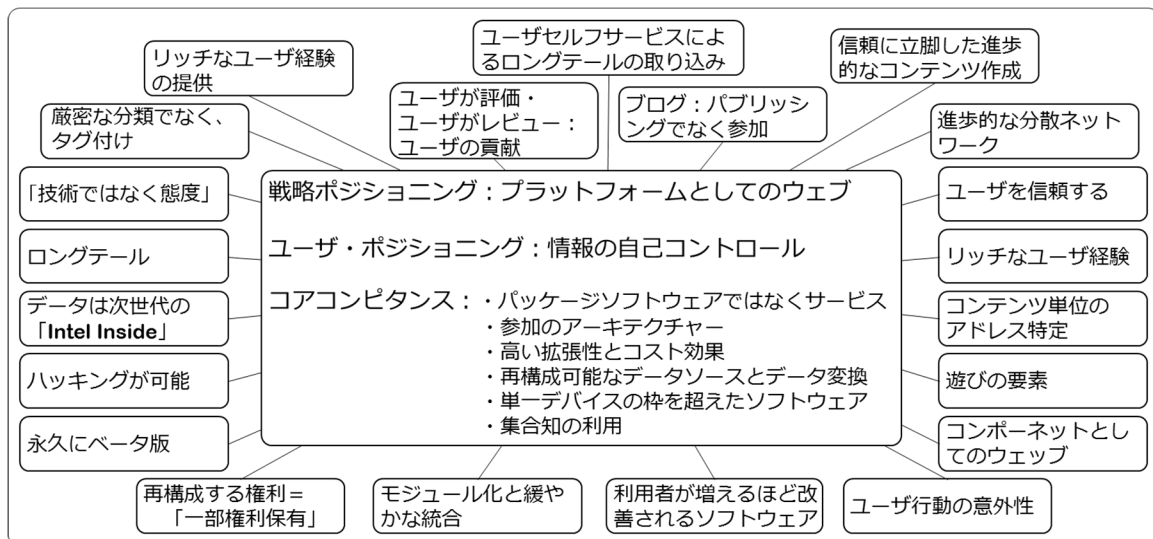 リッチなユーザ経験
の提供
ユーザセルフサービスによ
るロングテールの取り込み
信頼に立脚した進歩
的なコンテンツ作成
厳密な分類でなく、
タグ付け
ユーザが評価・
ユーザがレビュー：
ユーザの貢献
ブログ：パブリッシ
ングでなく参加
進歩的な分散ネット
ワーク
「技術ではなく態度」
ロングテール
データは次世代の
「Intel Inside」
ハッキングが可能
永久にベータ版
戦略ポジショニング：プラットフォームとしてのウェブ
ユーザ・ポジショニング：情報の自己コントロール
コアコンピタンス：・パッケージソフトウェアではなくサービス
・参加のアーキテクチャー
・高い拡張性とコスト効果
・再構成可能なデータソースとデータ変換
・単一デバイスの枠を超えたソフトウェア
・集合知の利用
ユーザを信頼する
リッチなユーザ経験
コンテンツ単位の
アドレス特定
遊びの要素
コンポーネットとし
てのウェッブ
再構成する権利＝
「一部権利保有」
モジュール化と緩や
かな統合
利用者が増えるほど改
善されるソフトウェア
ユーザ行動の意外性